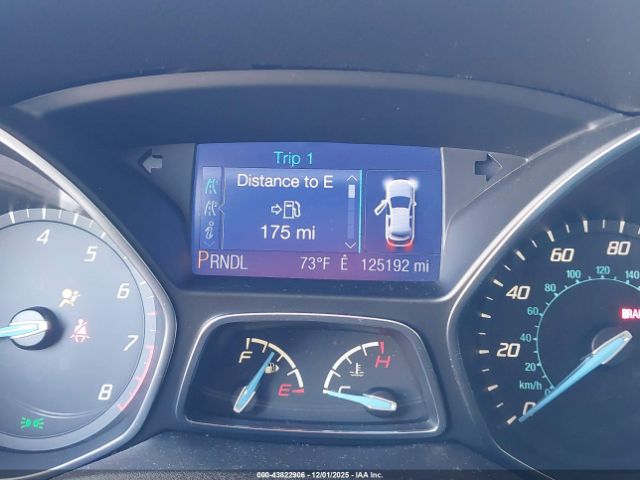 Trip 1
Distance to E
175 mi
PRNDL 73°F Ê 125192 mi
4 5 6 7 8
F E
C H
0 20 40 60 80
20 40 60 80 100 120 140
km/h
000-43822906 - 12/01/2025 - IAA Inc.